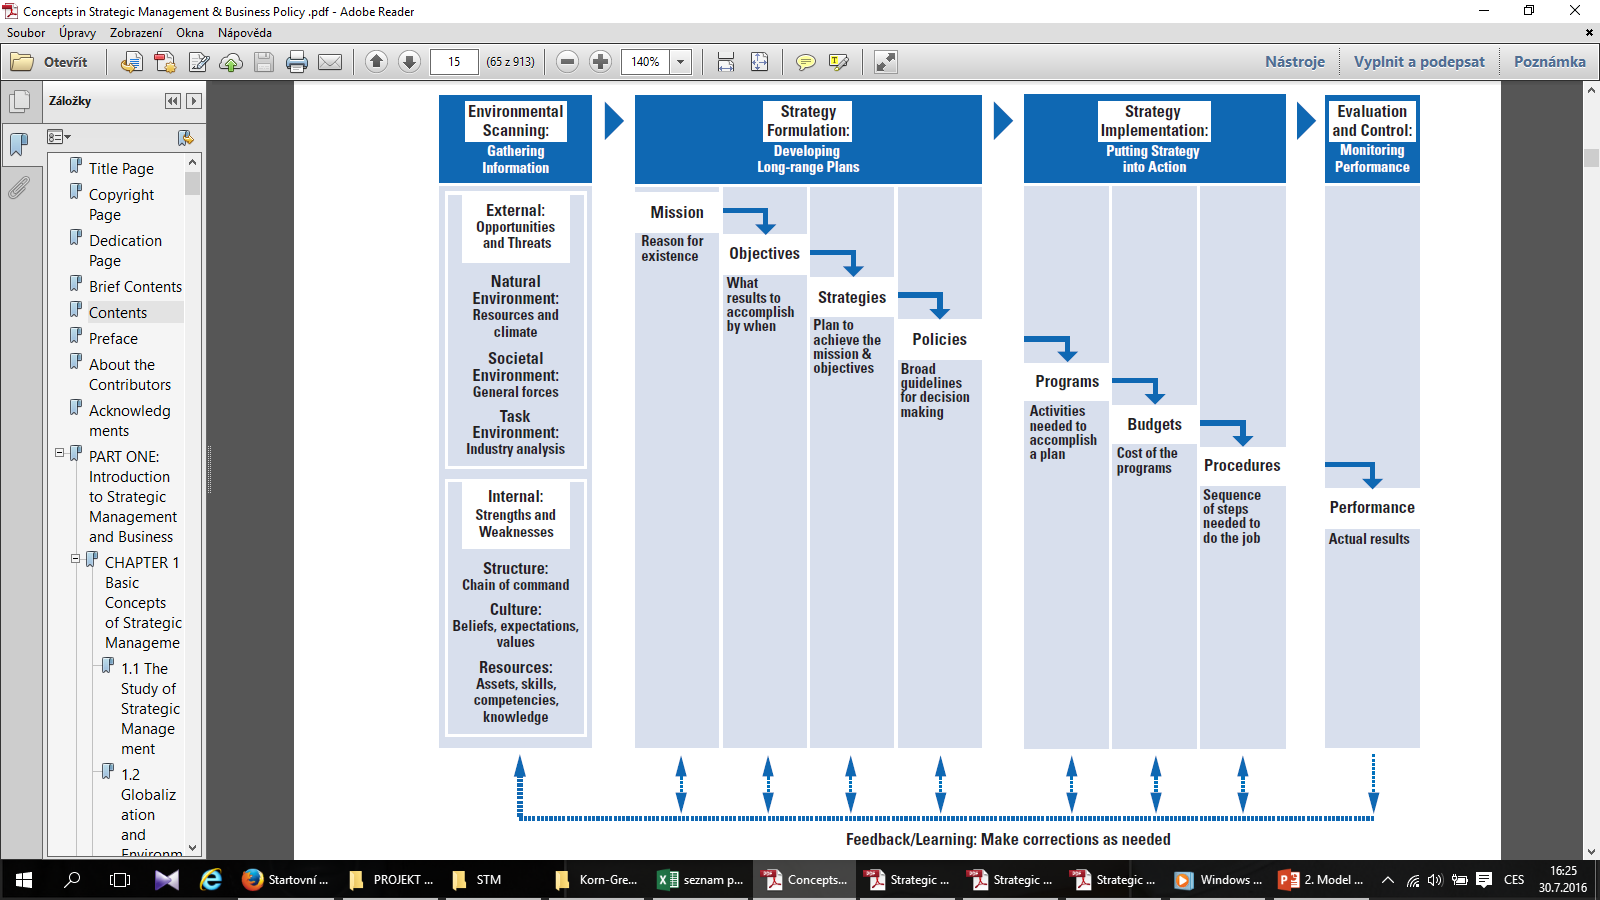 Concepts in Strategic Management & Business Policy .pdf - Adobe Reader
Soubor Úpravy Zobrazení Okna Nápověda
Otevřít
15 (65 z 913)
140%
Nástroje Vyplnit a podepsat Poznámka
Záložky
Title Page
Copyright
Page
Dedication
Page
Brief Contents
Contents
Preface
About the
Contributors
Acknowledg
ments
PART ONE:
Introduction
to Strategic
Management
and Business
CHAPTER 1
Basic
Concepts
of Strategic
Manageme
1.1 The
Study of
Strategic
Manage
ment
1.2
Globaliz
ation
and
Environm
Environmental
Scanning:
Gathering
Information
Strategy
Formulation:
Developing
Long-range Plans
Strategy
Implementation:
Putting Strategy
into Action
Evaluation
and Control:
Monitoring
Performance
External:
Opportunities
and Threats
Natural
Environment:
Resources and
climate
Societal
Environment:
General forces
Task
Environment:
Industry analysis
Internal:
Strengths and
Weaknesses
Structure:
Chain of command
Culture:
Beliefs, expectations,
values
Resources:
Assets, skills,
competencies,
knowledge
Mission
Reason for
existence
Objectives
What
results to
accomplish
by when
Strategies
Plan to
achieve the
mission &
objectives
Policies
Broad
guidelines
for decision
making
Programs
Activities
needed to
accomplish
a plan
Budgets
Cost of the
programs
Procedures
Sequence
of steps
needed to
do the job
Performance
Actual results
Feedback/Learning: Make corrections as needed
Startovní ...
PROJEKT ...
STM
Korn-Gre...
seznam p...
Concepts...
Strategic ...
Strategic ...
Strategic ...
Windows ...
2. Model ...
CES
16:25
30.7.2016